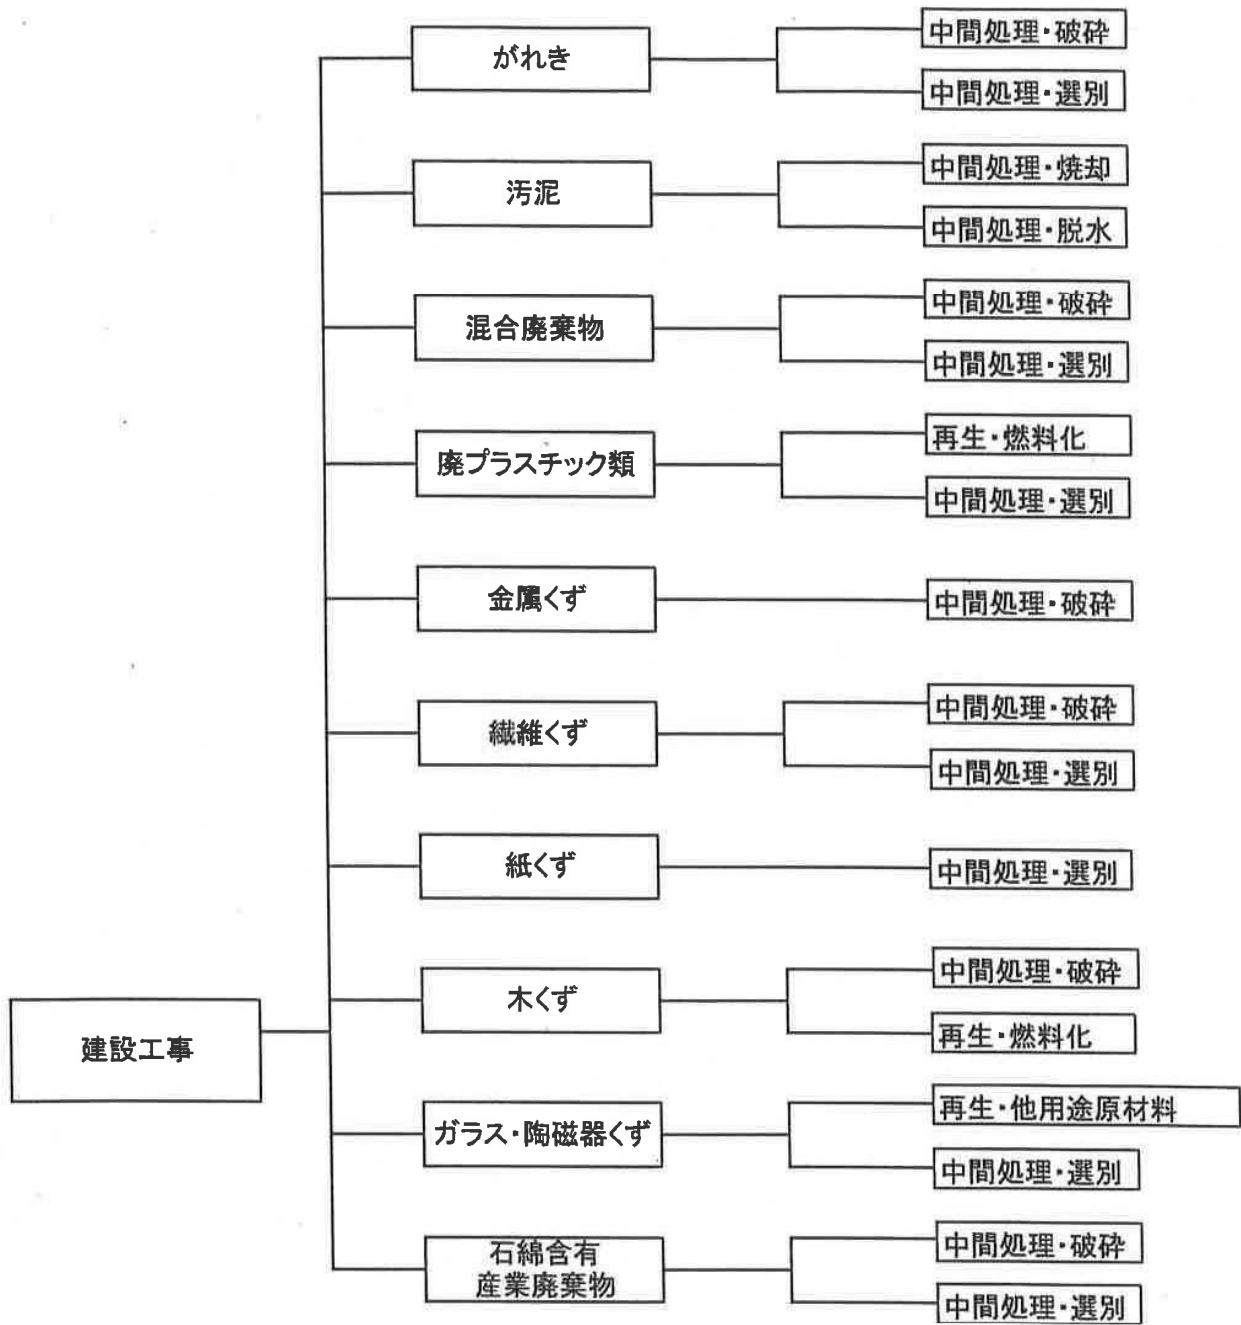 がれき
中間処理・破砕
中間処理・選別
汚泥
中間処理・焼却
中間処理・脱水
混合廃棄物
中間処理・破砕
中間処理・選別
廃プラスチック類
再生・燃料化
中間処理・選別
金属くず
中間処理・破砕
繊維くず
中間処理・破砕
中間処理・選別
紙くず
中間処理・選別
建設工事
木くず
中間処理・破砕
再生・燃料化
ガラス・陶磁器くず
再生・他用途原材料
中間処理・選別
石綿含有
産業廃棄物
中間処理・破砕
中間処理・選別